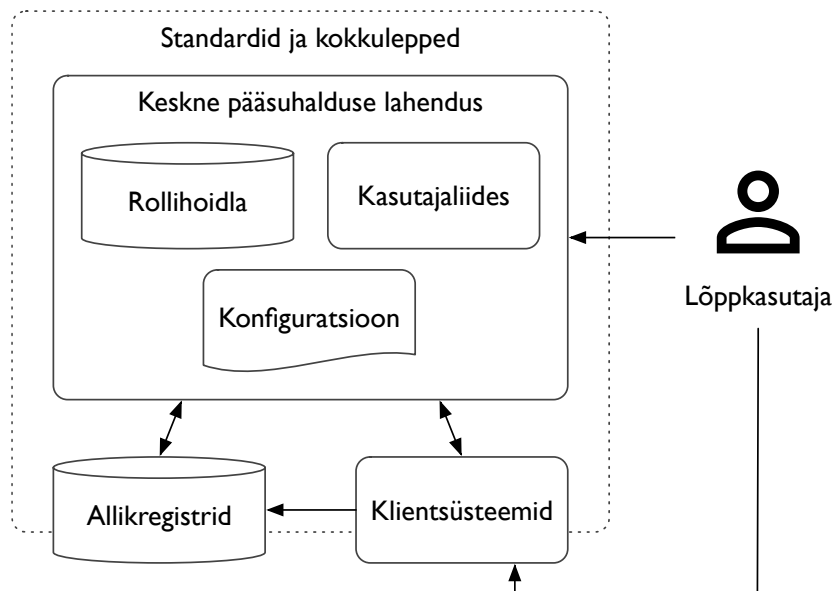 Standardid ja kokkulepped
Keskne pääsuhalduse lahendus
Rollihoidla
Kasutajaliides
Konfiguratsioon
Lõppkasutaja
Allikregistrid
Klientsüsteemid